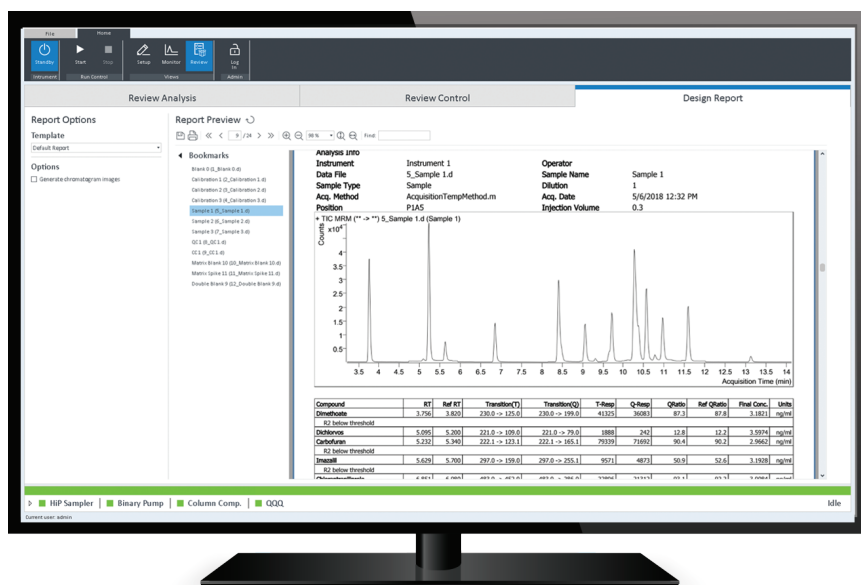 File Home
Standby Start Stop Setup Monitor Review Log In
Instrument Run Control Views Admin
Review Analysis Review Control Design Report
Report Options
Template
Default Report
Options
Generate chromatogram images
Report Preview
9 / 24 98 % Find:
Bookmarks
Blank 0 (1_Blank 0.d)
Calibration 1 (2_Calibration 1.d)
Calibration 2 (3_Calibration 2.d)
Calibration 3 (4_Calibration 3.d)
Sample 1 (5_Sample 1.d)
Sample 2 (6_Sample 2.d)
Sample 3 (7_Sample 3.d)
QC 1 (8_QC 1.d)
CC 1 (9_CC 1.d)
Matrix Blank 10 (10_Matrix Blank 10.d)
Matrix Spike 11 (11_Matrix Spike 11.d)
Double Blank 9 (12_Double Blank 9.d)
Analysis Info
Instrument Instrument 1 Operator
Data File 5_Sample 1.d Sample Name Sample 1
Sample Type Sample Dilution 1
Acq. Method AcquisitionTempMethod.m Acq. Date 5/6/2018 12:32 PM
Position P1A5 Injection Volume 0.3
+ TIC MRM (** -> **) 5_Sample 1.d (Sample 1)
Counts x10⁴
4
3.5
3
2.5
2
1.5
1
0.5
3.5 4 4.5 5 5.5 6 6.5 7 7.5 8 8.5 9 9.5 10 10.5 11 11.5 12 12.5 13 13.5 14
Acquisition Time (min)
Compound RT Ref RT Transition(T) Transition(Q) T-Resp Q-Resp QRatio Ref QRatio Final Conc. Units
Dimethoate 3.756 3.820 230.0 -> 125.0 230.0 -> 199.0 41325 36083 87.3 87.8 3.1821 ng/ml
R2 below threshold
Dichlorvos 5.095 5.200 221.0 -> 109.0 221.0 -> 79.0 1888 242 12.8 12.2 3.5974 ng/ml
Carbofuran 5.232 5.340 222.1 -> 123.1 222.1 -> 165.1 79339 71692 90.4 90.2 2.9662 ng/ml
R2 below threshold
Imazalil 5.629 5.700 297.0 -> 159.0 297.0 -> 255.1 9571 4873 50.9 52.6 3.1928 ng/ml
R2 below threshold
HiP Sampler | Binary Pump | Column Comp. | QQQ Idle
Current user: admin